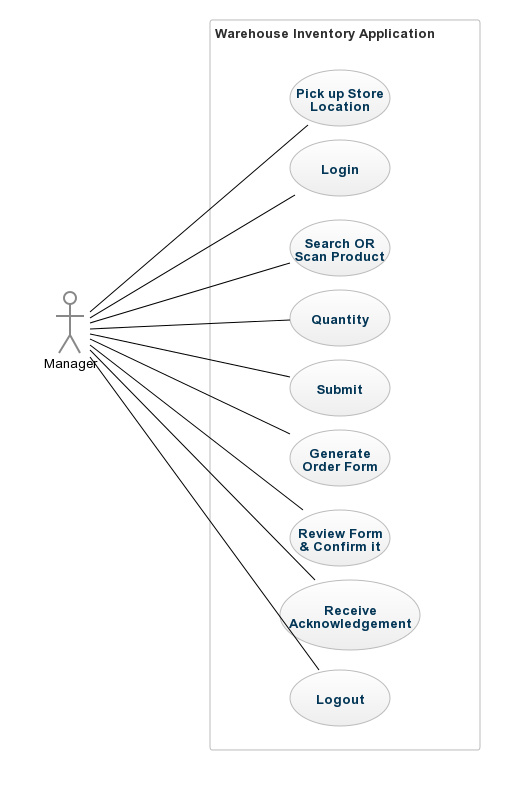 Warehouse Inventory Application
Pick up Store
Location
Login
Search OR
Scan Product
Manager
Quantity
Submit
Generate
Order Form
Review Form
& Confirm it
Receive
Acknowledgement
Logout